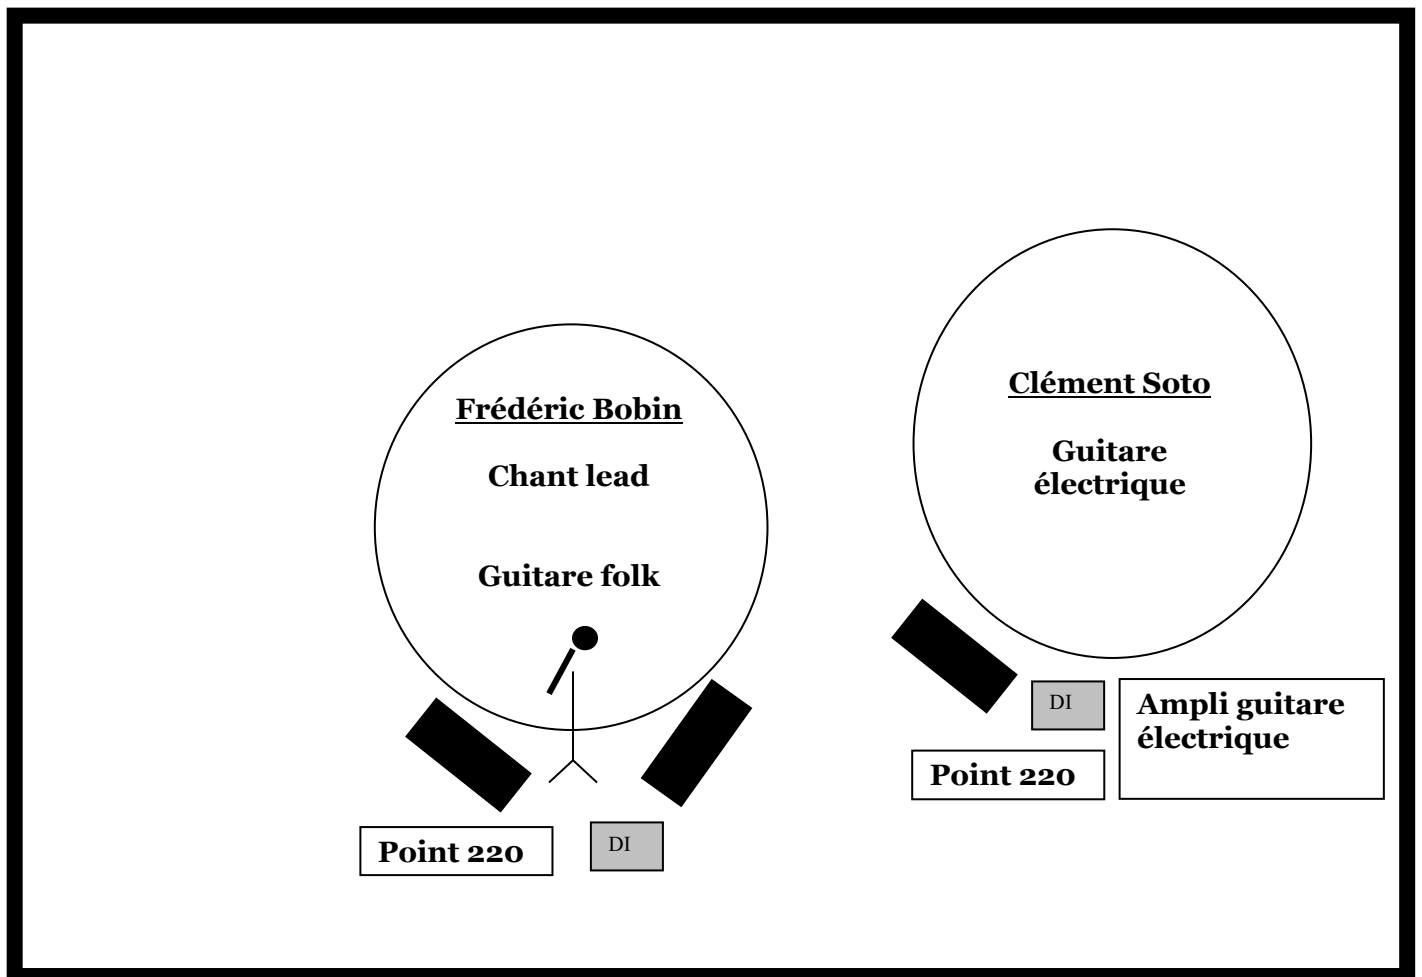 Frédéric Bobin
Chant lead
Guitare folk
Point 220
DI
Clément Soto
Guitare
électrique
DI
Ampli guitare
électrique
Point 220